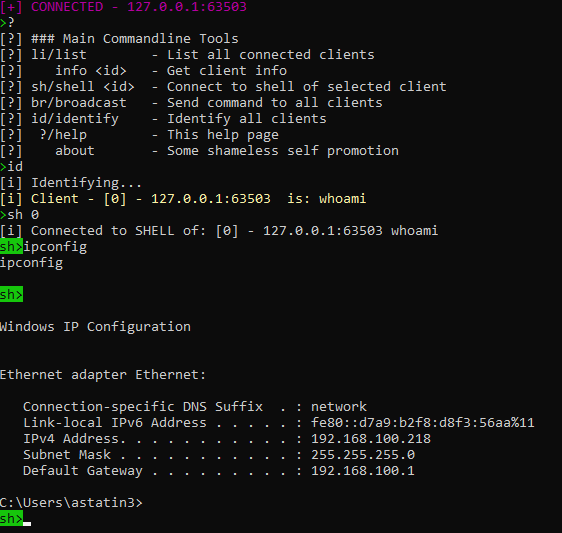 [+] CONNECTED - 127.0.0.1:63503
>?
[?] ### Main Commandline Tools
[?] li/list       - List all connected clients
[?]    info <id>   - Get client info
[?] sh/shell <id>  - Connect to shell of selected client
[?] br/broadcast   - Send command to all clients
[?] id/identify    - Identify all clients
[?]  ?/help        - This help page
[?]    about       - Some shameless self promotion
>id
[i] Identifying...
[i] Client - [0] - 127.0.0.1:63503  is: whoami
>sh 0
[i] Connected to SHELL of: [0] - 127.0.0.1:63503 whoami
sh>ipconfig
ipconfig
sh>
Windows IP Configuration
Ethernet adapter Ethernet:
   Connection-specific DNS Suffix  . : network
   Link-local IPv6 Address . . . . . : fe80::d7a9:b2f8:d8f3:56aa%11
   IPv4 Address. . . . . . . . . . . : 192.168.100.218
   Subnet Mask . . . . . . . . . . . : 255.255.255.0
   Default Gateway . . . . . . . . . : 192.168.100.1
C:\Users\astatin3>
sh>